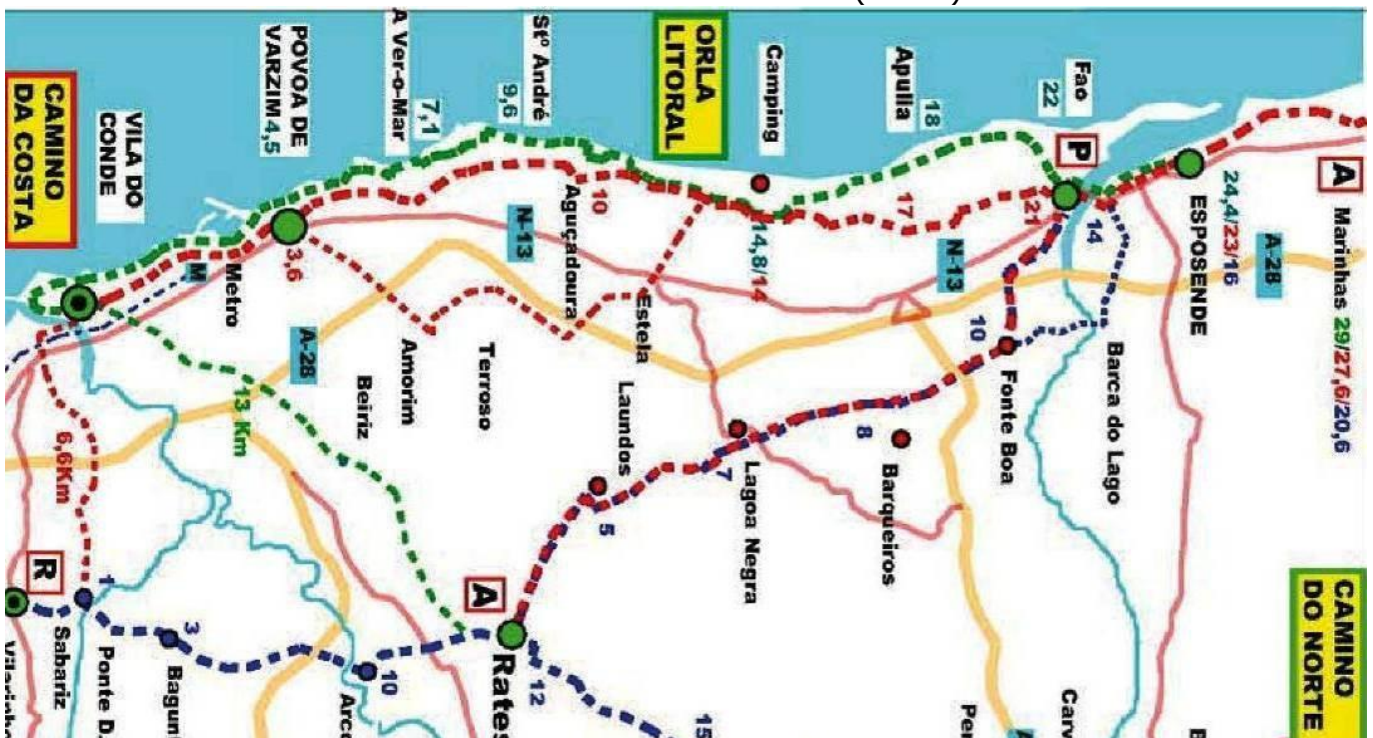 CAMINO
DA COSTA
VILA DO
CONDE
POVOA DE
VARZIM 4,5
A Ver-o-Mar
7,1
Stº André
9,6
ORLA
LITORAL
Camping
Apulia
18
Fao
22
P
A
Marinhas 29/27,6/20,6
24,4/23/16
ESPOSENDE
A-28
14
21
17
14,8/14
10
Aguçadoura
N-13
N-13
3,6
M
Metro
A-28
Amorim
Beiriz
Terroso
Estela
Laundos
13 Km
6,6Km
10
Fonte Boa
Barca do Lago
8
Barqueiros
7
Lagoa Negra
5
A
Rates
12
15
R
1
Sabariz
Ponte D.
3
10
CAMINO
DO NORTE